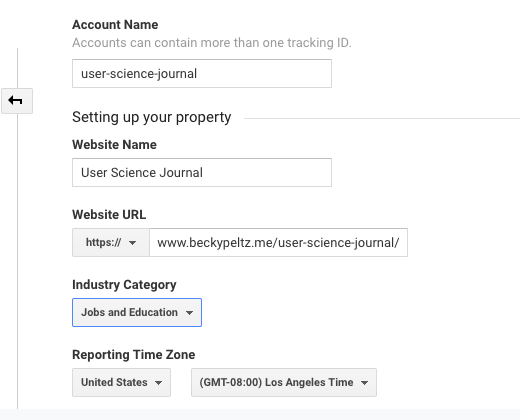 Account Name
Accounts can contain more than one tracking ID.
user-science-journal
Setting up your property
Website Name
User Science Journal
Website URL
https:// www.beckypeltz.me/user-science-journal/
Industry Category
Jobs and Education
Reporting Time Zone
United States (GMT-08:00) Los Angeles Time